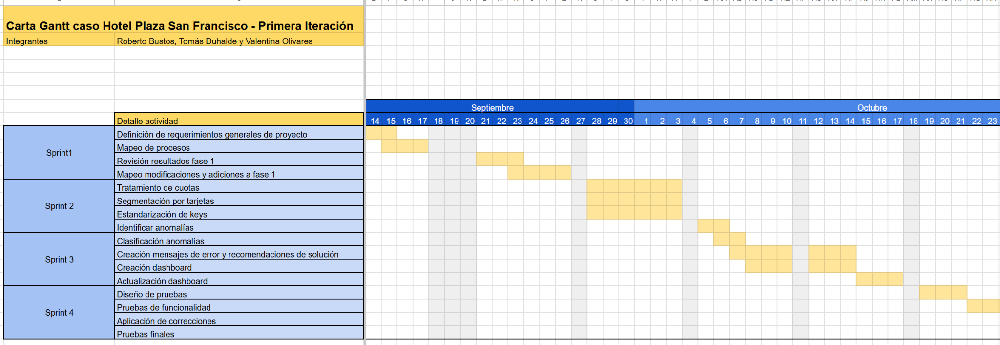 Carta Gantt caso Hotel Plaza San Francisco - Primera Iteración
Integrantes Roberto Bustos, Tomás Duhalde y Valentina Olivares
Septiembre Octubre
Detalle actividad 14 15 16 17 18 19 20 21 22 23 24 25 26 27 28 29 30 1 2 3 4 5 6 7 8 9 10 11 12 13 14 15 16 17 18 19 20 21 22 23
Sprint1
Definición de requerimientos generales de proyecto
Mapeo de procesos
Revisión resultados fase 1
Mapeo modificaciones y adiciones a fase 1
Sprint 2
Tratamiento de cuotas
Segmentación por tarjetas
Estandarización de keys
Identificar anomalías
Sprint 3
Clasificación anomalías
Creación mensajes de error y recomendaciones de solución
Creación dashboard
Actualización dashboard
Sprint 4
Diseño de pruebas
Pruebas de funcionalidad
Aplicación de correcciones
Pruebas finales